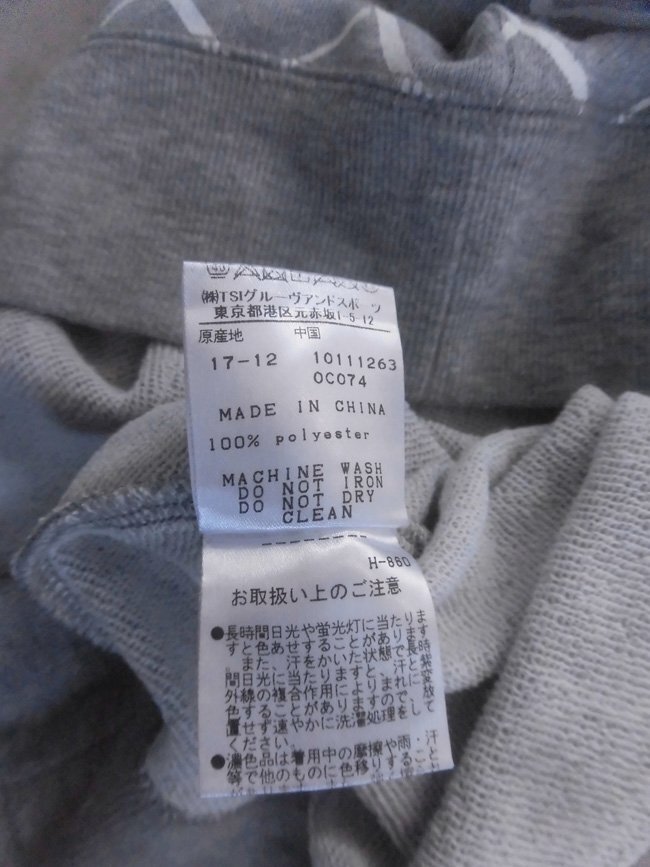 ㈱TSIグルーヴアンドスポーツ
東京都港区元赤坂1-5-12
原産地 中国
17-12 10111263
0C074
MADE IN CHINA
100% polyester
MACHINE WASH
DO NOT IRON
DO NOT DRY
CLEAN
H-860
お取扱い上のご注意
●長時間日光や蛍光灯に当たりま
すと色あせすることがあります
。また、汗をかいた状態で長時
間日光に当たりますと、汗と紫
外線の複合作用により汚れ変
色することがありますので、放
置せず速やかに洗濯処理をして
ください。
●濃色品は着用中の摩擦や雨・汗
等で他のものに色移りすること
があります